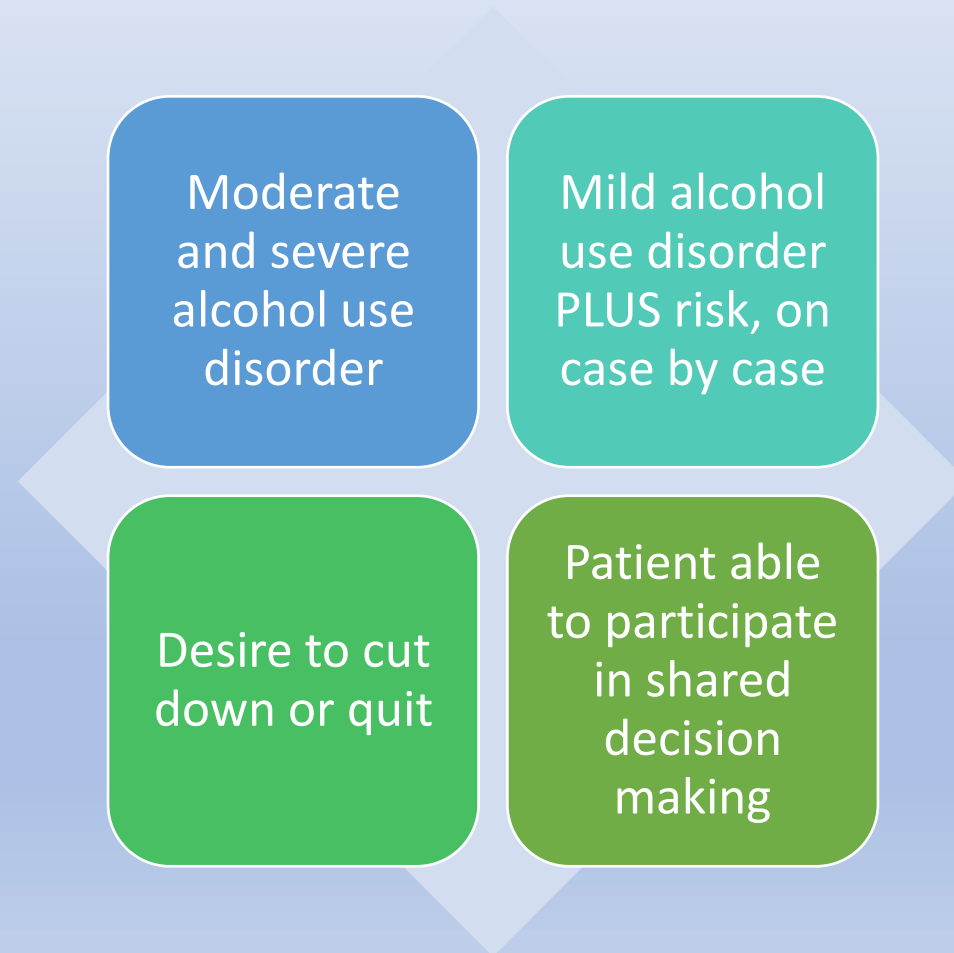 Moderate
and severe
alcohol use
disorder
Mild alcohol
use disorder
PLUS risk, on
case by case
Desire to cut
down or quit
Patient able
to participate
in shared
decision
making